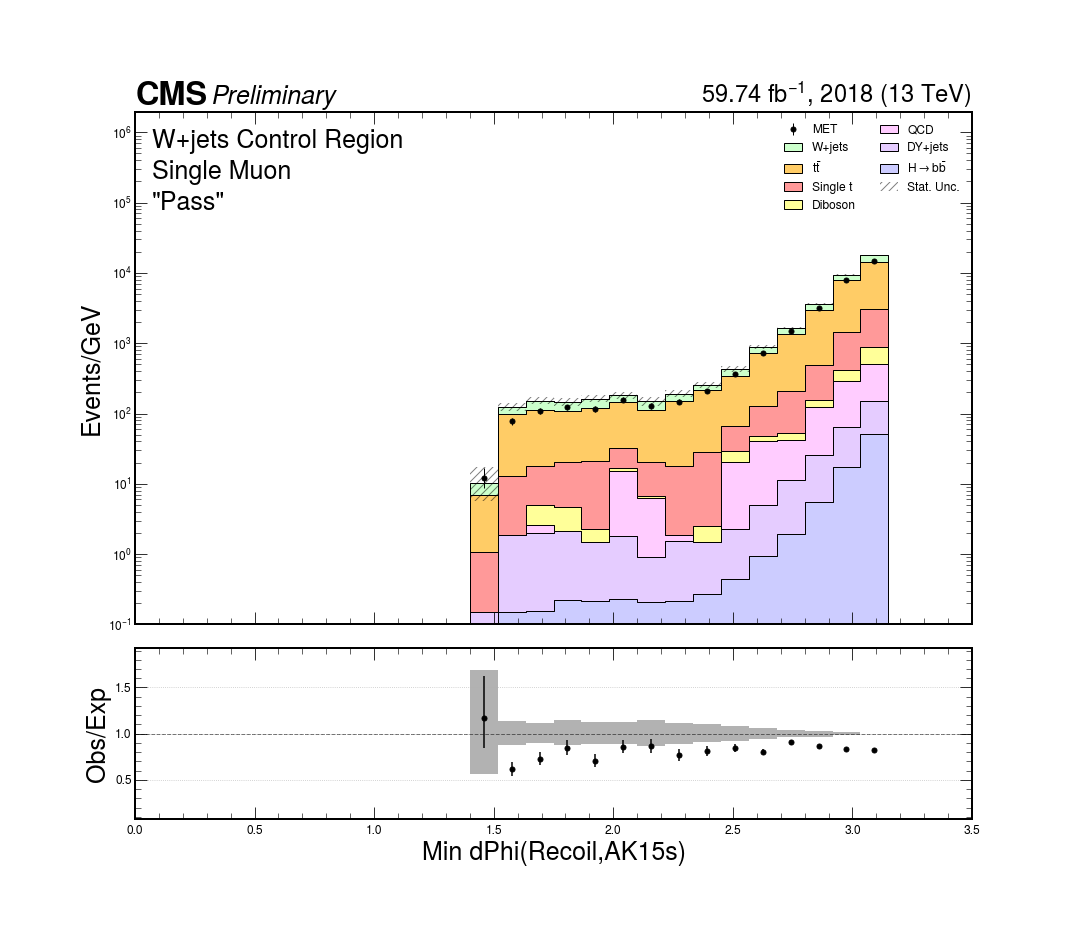 CMS Preliminary
59.74 fb⁻¹, 2018 (13 TeV)
W+jets Control Region
Single Muon
"Pass"
MET
W+jets
tt̄
Single t
Diboson
QCD
DY+jets
H→bb̄
Stat. Unc.
Events/GeV
10⁶
10⁵
10⁴
10³
10²
10¹
10⁰
10⁻¹
Obs/Exp
1.5
1.0
0.5
0.0 0.5 1.0 1.5 2.0 2.5 3.0 3.5
Min dPhi(Recoil,AK15s)